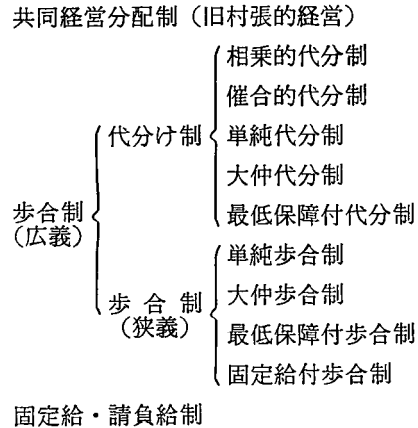 共同経営分配制（旧村張的経営）
相乗的代分制
催合的代分制
代分け制
単純代分制
大仲代分制
歩合制
(広義)
最低保障付代分制
単純歩合制
歩合制
(狭義)
大仲歩合制
最低保障付歩合制
固定給付歩合制
固定給・請負給制